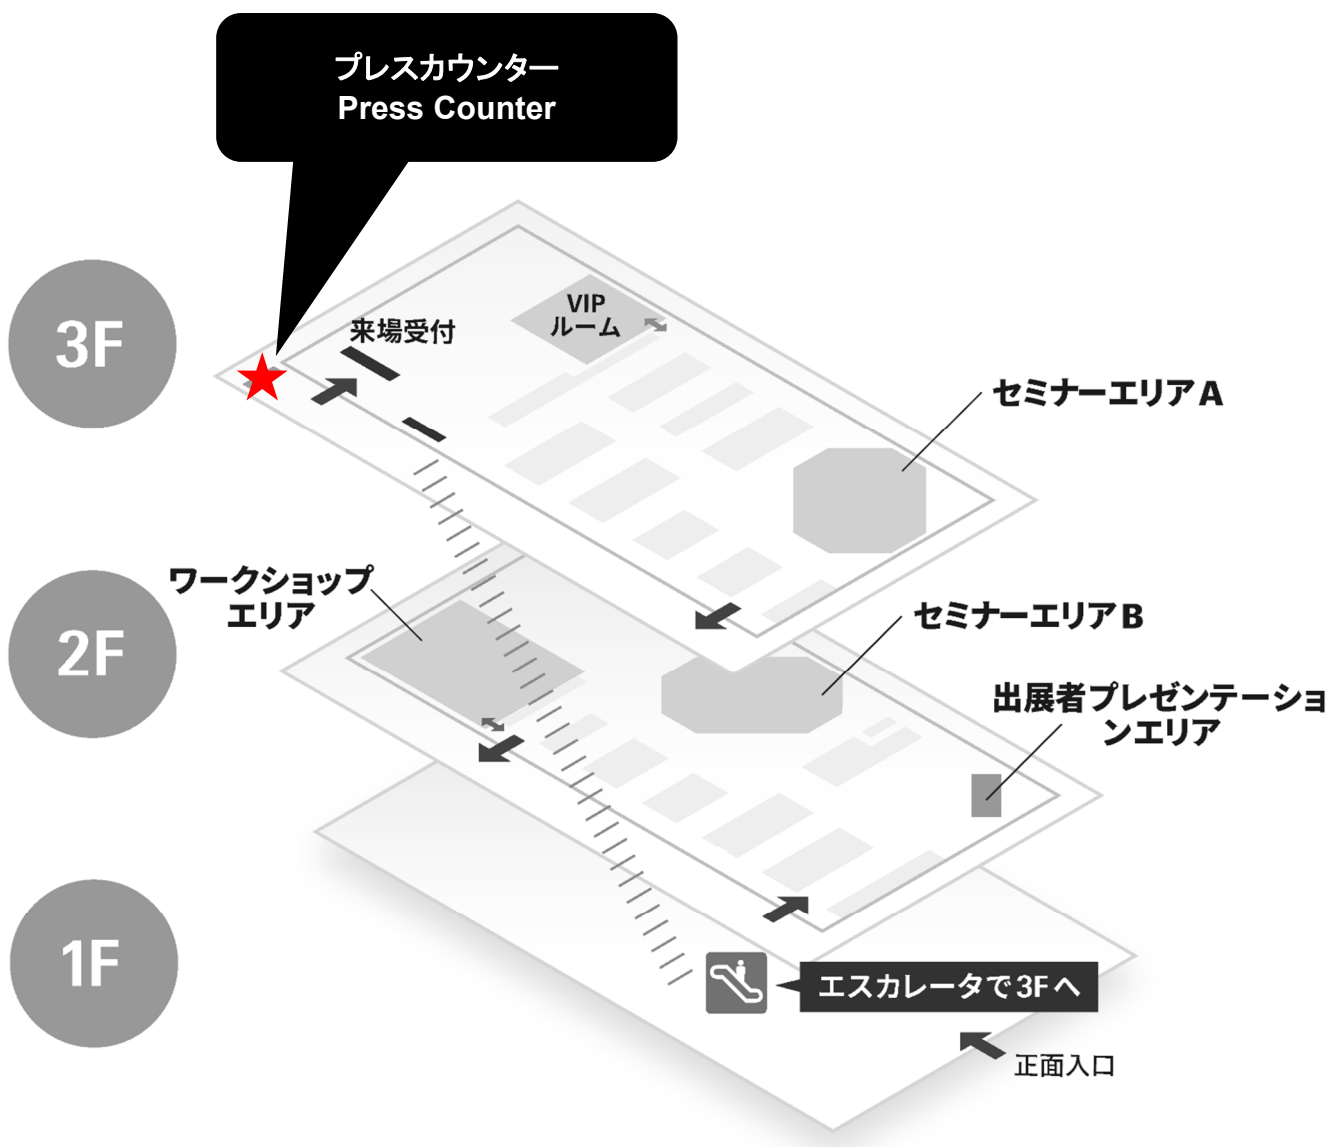 プレスカウンター
Press Counter
3F
VIP
ルーム
来場受付
セミナーエリアA
2F
ワークショップ
エリア
セミナーエリアB
出展者プレゼンテーショ
ンエリア
1F
エスカレータで3Fへ
正面入口